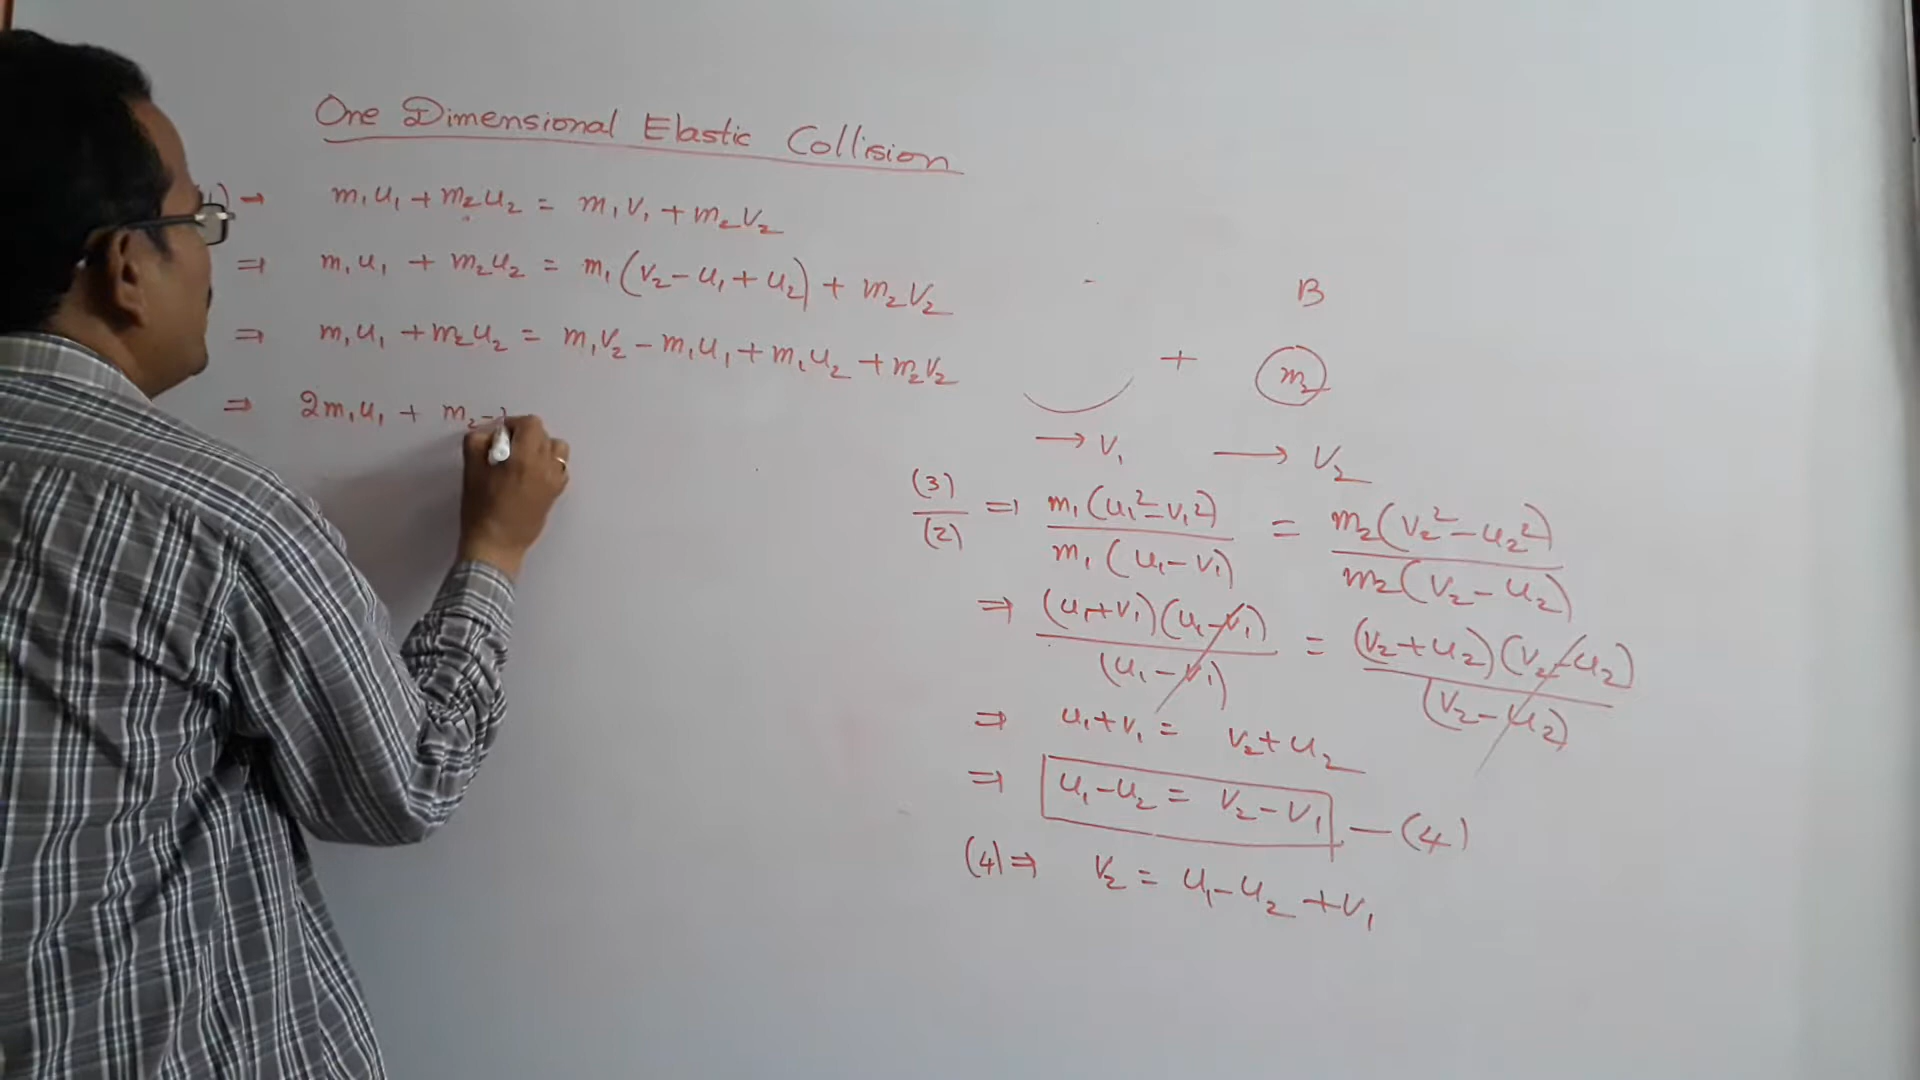 One Dimensional Elastic Collision
) → m₁u₁ + m₂u₂ = m₁v₁ + m₂v₂
⇒ m₁u₁ + m₂u₂ = m₁(v₂ - u₁ + u₂) + m₂v₂
⇒ m₁u₁ + m₂u₂ = m₁v₂ - m₁u₁ + m₁u₂ + m₂v₂
⇒ 2m₁u₁ + m₂
B
+ m₂
→ v₁ → v₂
(3)/(2) ⇒ m₁(u₁² - v₁²)/m₁(u₁ - v₁) = m₂(v₂² - u₂²)/m₂(v₂ - u₂)
⇒ (u₁+v₁)(u₁-v₁)/(u₁-v₁) = (v₂+u₂)(v₂-u₂)/(v₂-u₂)
⇒ u₁+v₁ = v₂+u₂
⇒ u₁-u₂ = v₂-v₁ — (4)
(4) ⇒ v₂ = u₁-u₂+v₁